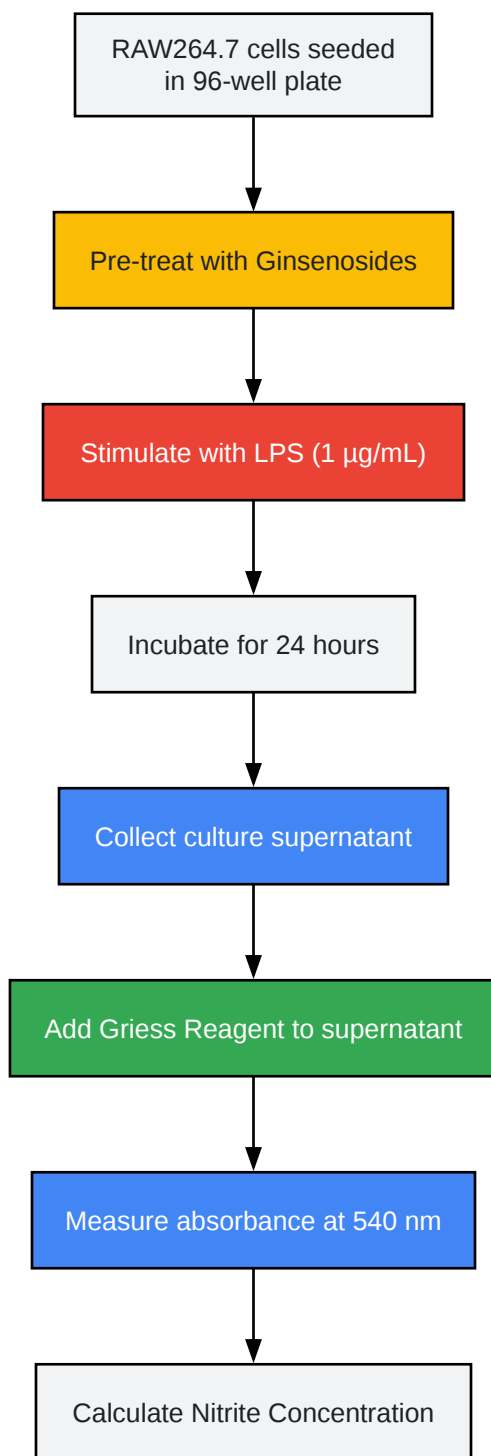 RAW264.7 cells seeded
in 96-well plate
Pre-treat with Ginsenosides
Stimulate with LPS (1 µg/mL)
Incubate for 24 hours
Collect culture supernatant
Add Griess Reagent to supernatant
Measure absorbance at 540 nm
Calculate Nitrite Concentration